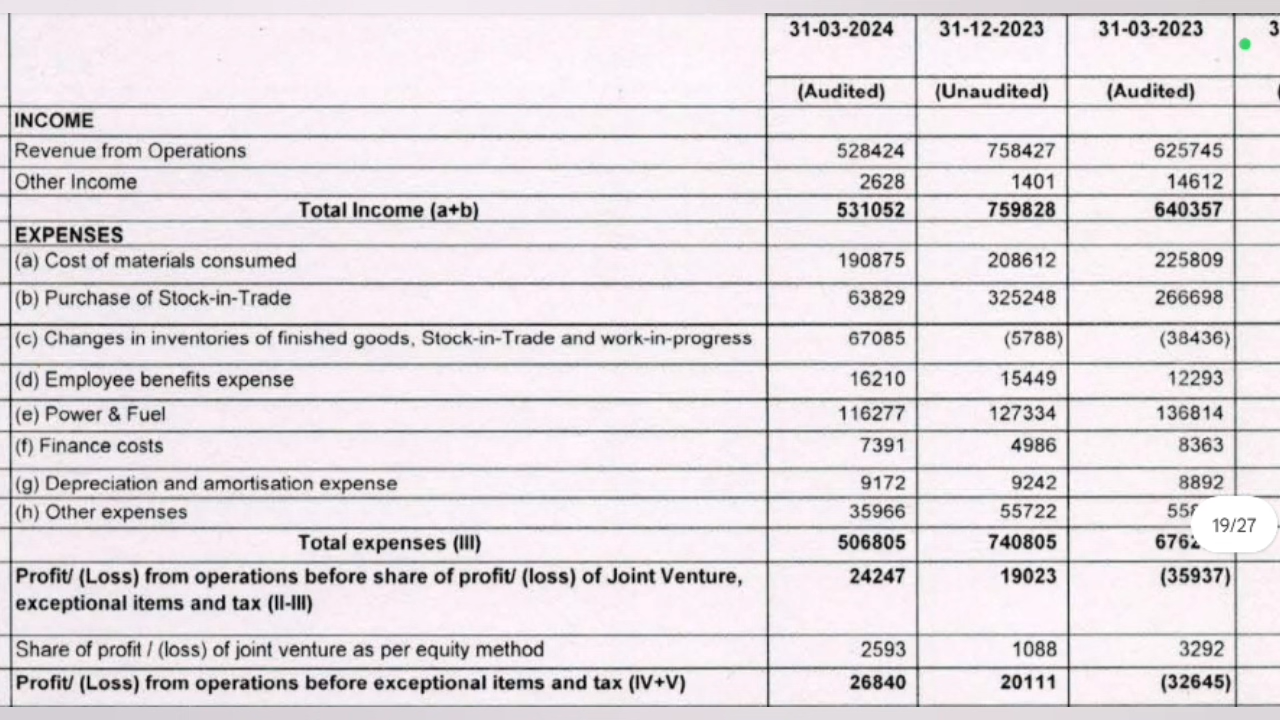 31-03-2024 31-12-2023 31-03-2023 3
(Audited) (Unaudited) (Audited) (
INCOME
Revenue from Operations 528424 758427 625745
Other Income 2628 1401 14612
Total Income (a+b) 531052 759828 640357
EXPENSES
(a) Cost of materials consumed 190875 208612 225809
(b) Purchase of Stock-in-Trade 63829 325248 266698
(c) Changes in inventories of finished goods, Stock-in-Trade and work-in-progress 67085 (5788) (38436)
(d) Employee benefits expense 16210 15449 12293
(e) Power & Fuel 116277 127334 136814
(f) Finance costs 7391 4986 8363
(g) Depreciation and amortisation expense 9172 9242 8892
(h) Other expenses 35966 55722
19/27
Total expenses (III) 506805 740805
Profit/ (Loss) from operations before share of profit/ (loss) of Joint Venture, 24247 19023 (35937)
exceptional items and tax (II-III)
Share of profit / (loss) of joint venture as per equity method 2593 1088 3292
Profit/ (Loss) from operations before exceptional items and tax (IV+V) 26840 20111 (32645)